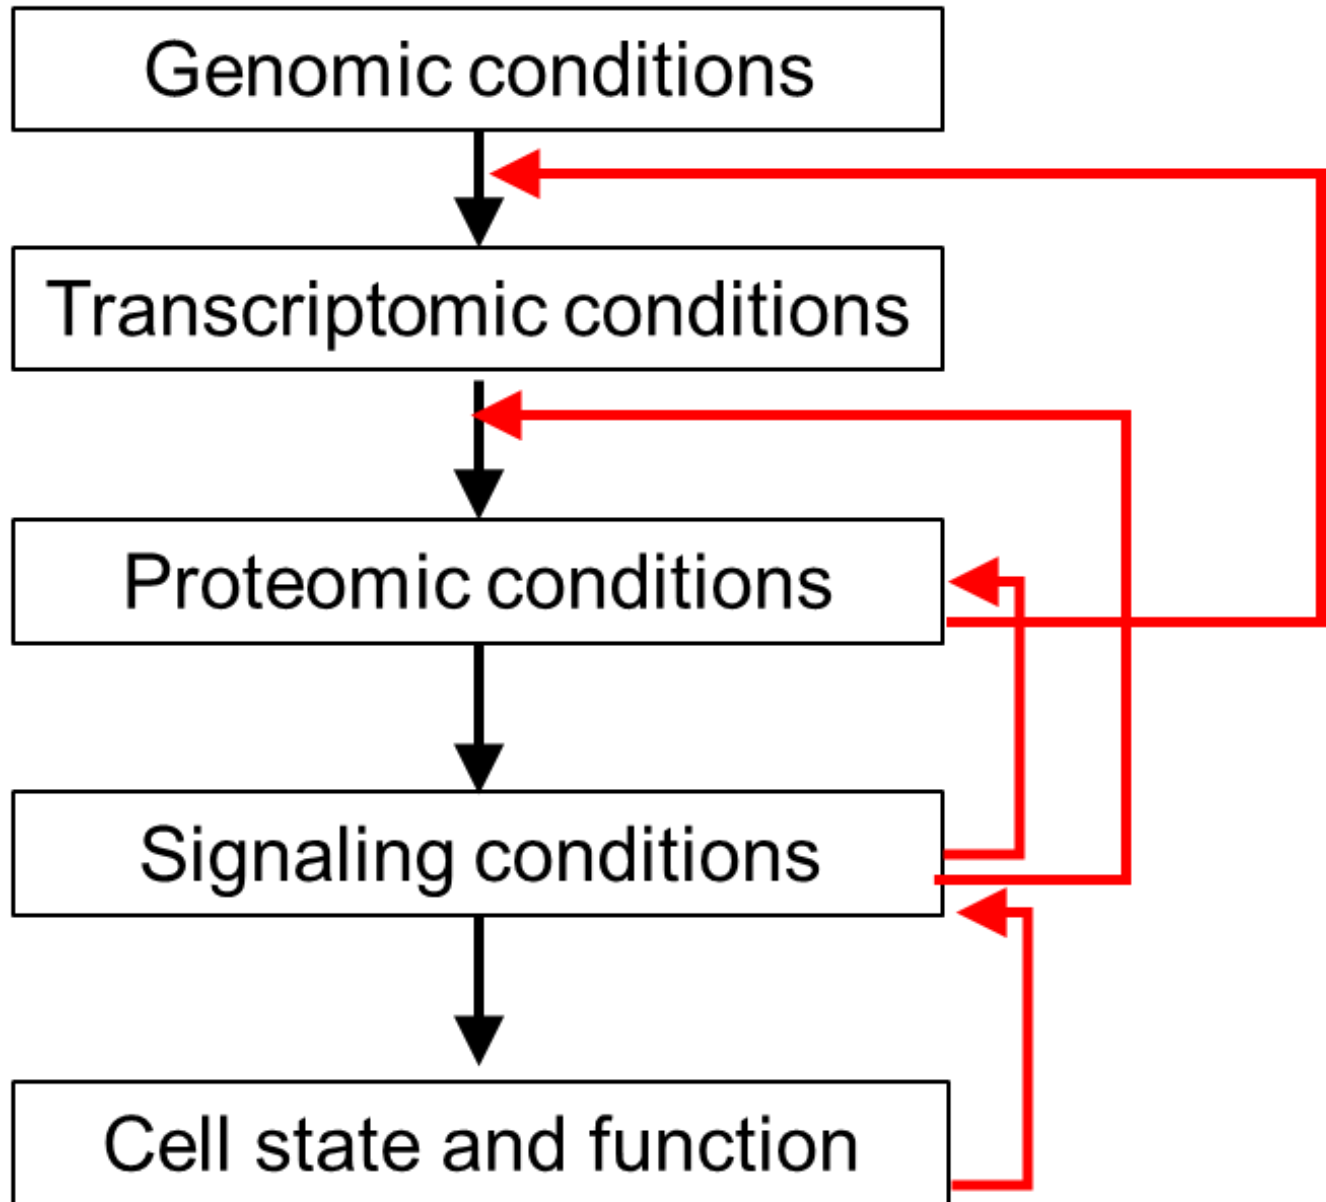 Genomic conditions
Transcriptomic conditions
Proteomic conditions
Signaling conditions
Cell state and function